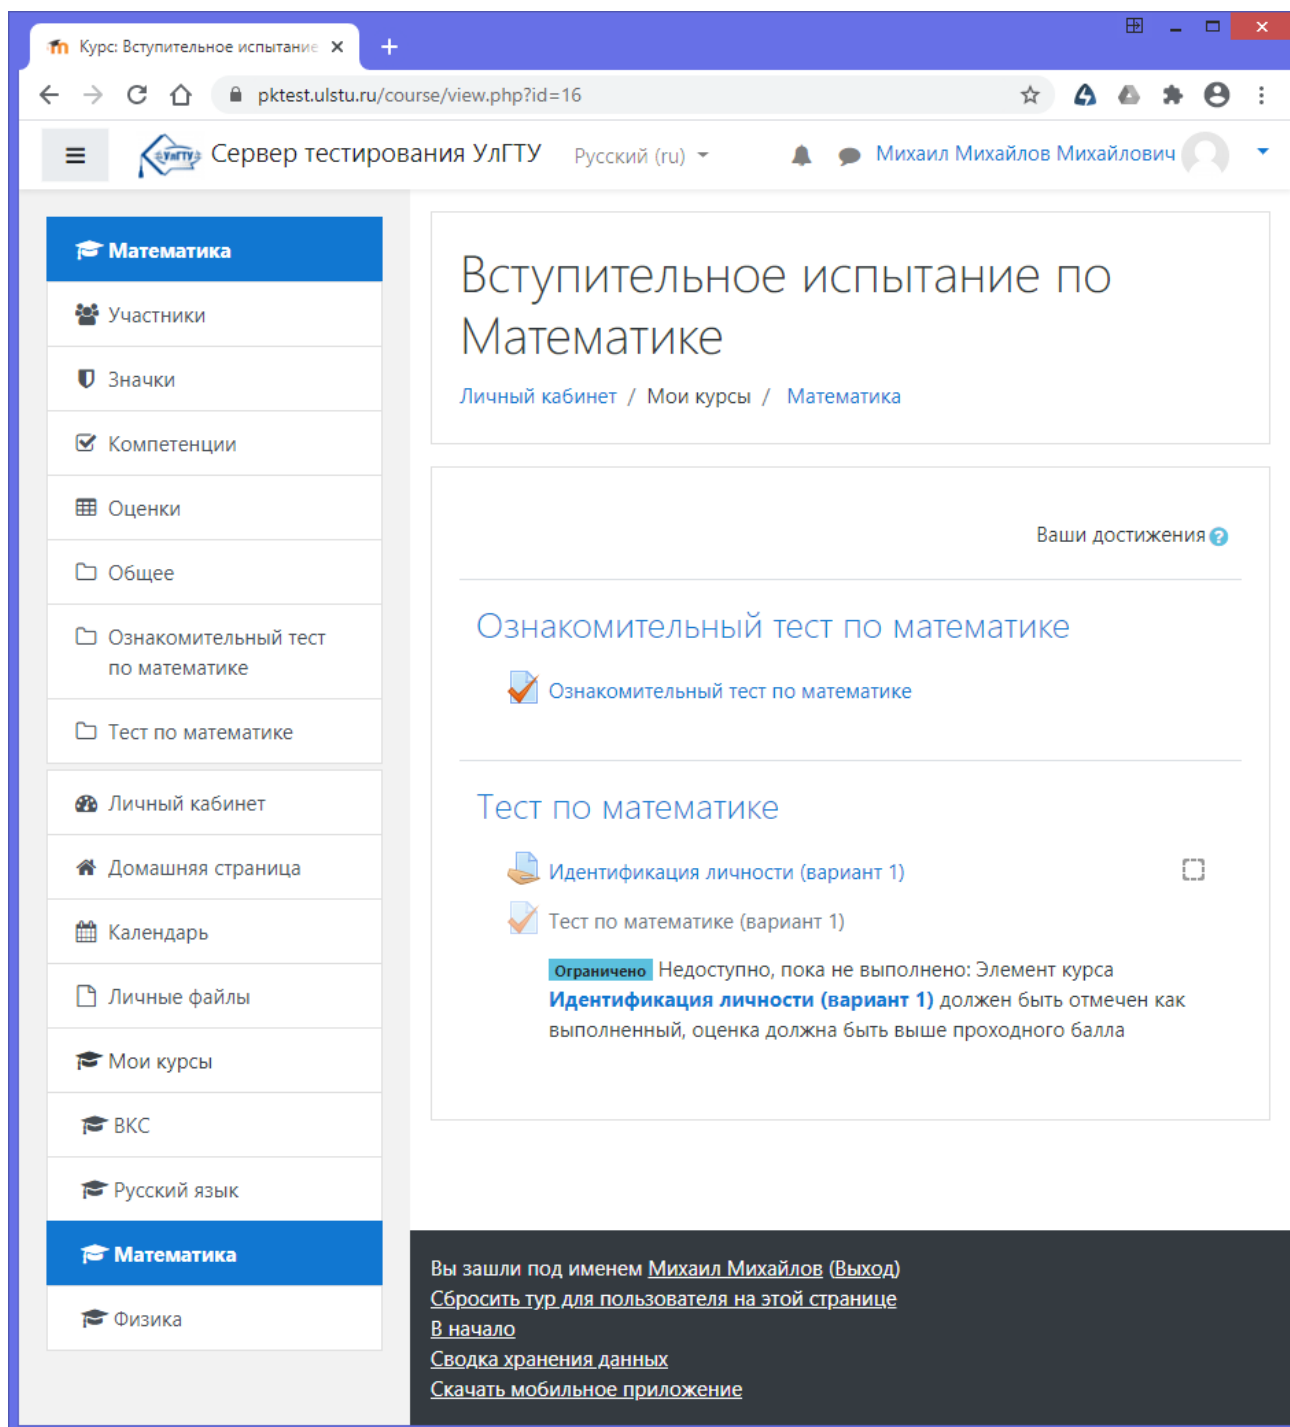 Курс: Вступительное испытание
pktest.ulstu.ru/course/view.php?id=16
УлГТУ
Сервер тестирования УлГТУ
Русский (ru)
Михаил Михайлов Михайлович
Математика
Участники
Значки
Компетенции
Оценки
Общее
Ознакомительный тест
по математике
Тест по математике
Личный кабинет
Домашняя страница
Календарь
Личные файлы
Мои курсы
ВКС
Русский язык
Математика
Физика
Вступительное испытание по
Математике
Личный кабинет / Мои курсы / Математика
Ваши достижения
Ознакомительный тест по математике
Ознакомительный тест по математике
Тест по математике
Идентификация личности (вариант 1)
Тест по математике (вариант 1)
Ограничено Недоступно, пока не выполнено: Элемент курса
Идентификация личности (вариант 1) должен быть отмечен как
выполненный, оценка должна быть выше проходного балла
Вы зашли под именем Михаил Михайлов (Выход)
Сбросить тур для пользователя на этой странице
В начало
Сводка хранения данных
Скачать мобильное приложение